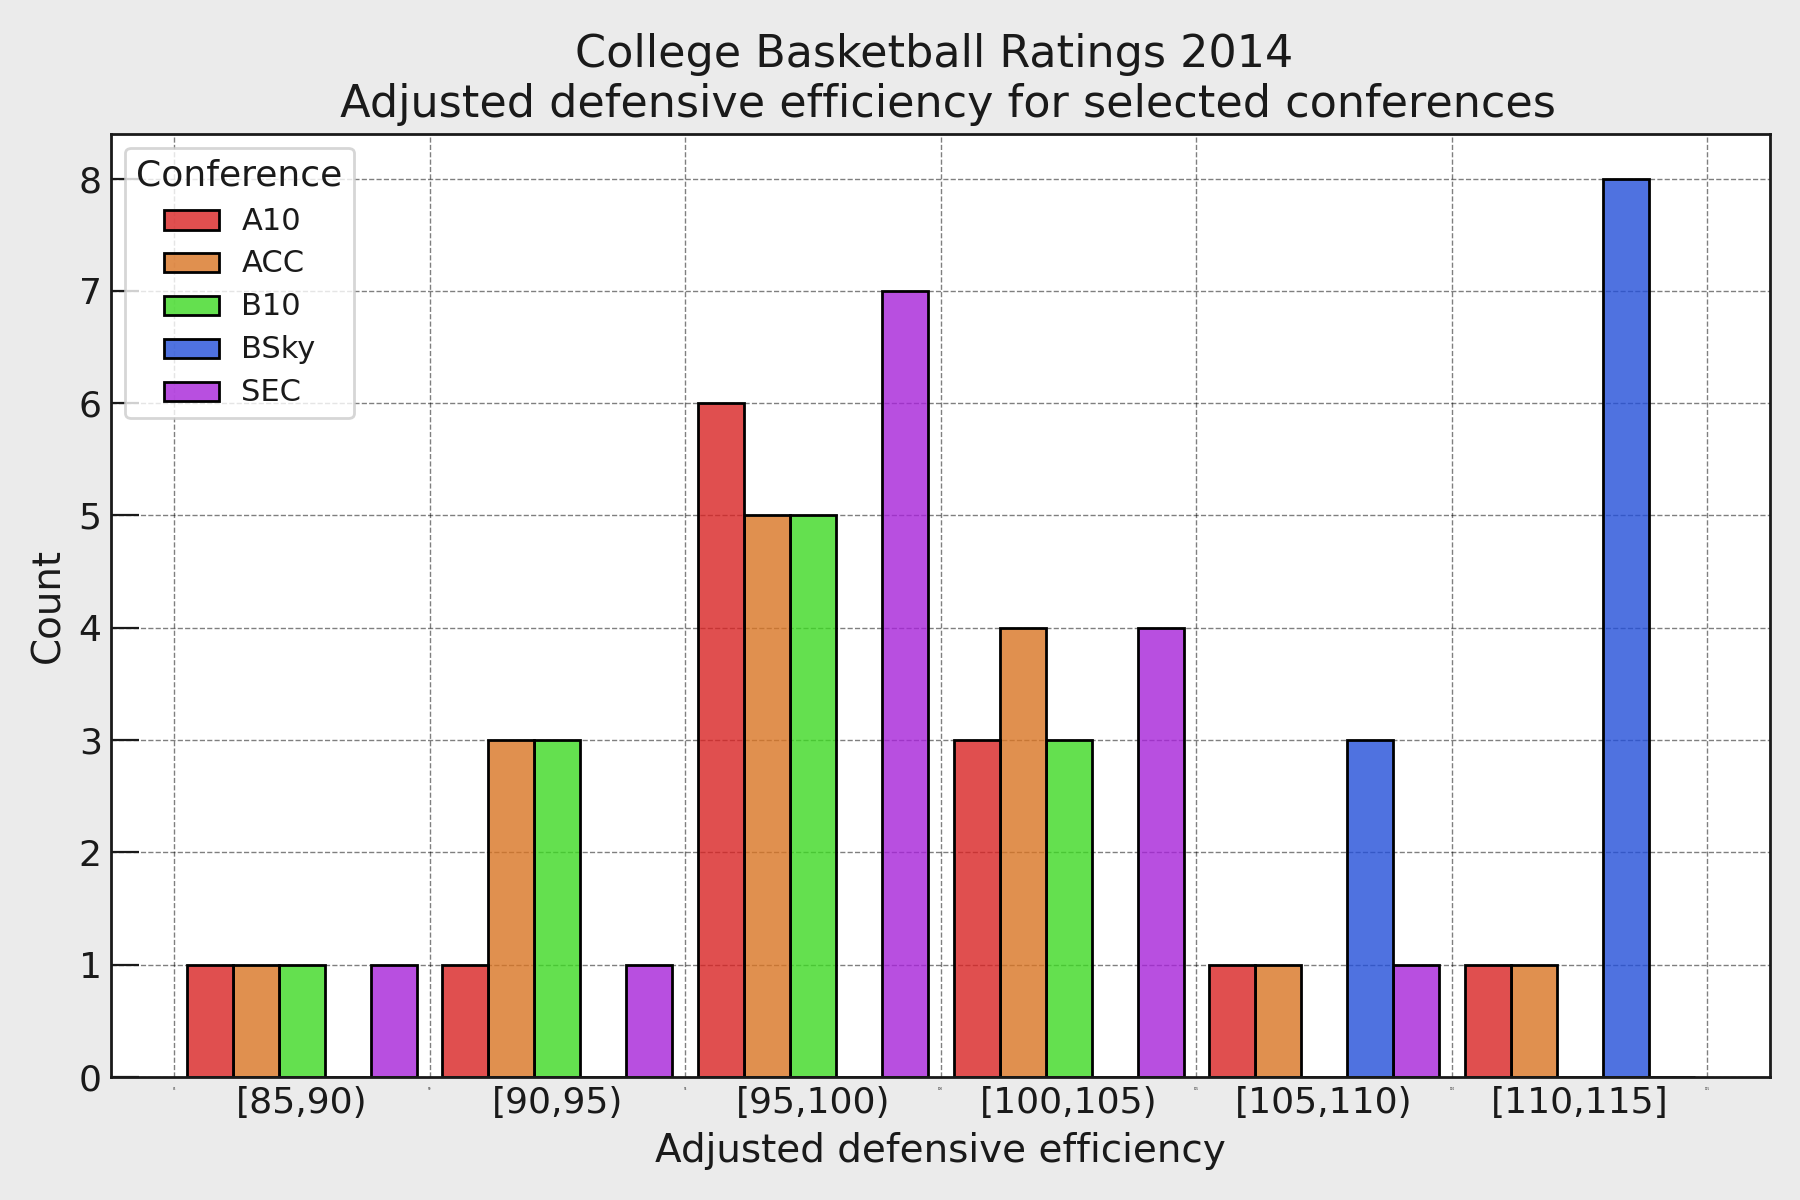 College Basketball Ratings 2014
Adjusted defensive efficiency for selected conferences
Conference
A10
ACC
B10
BSky
SEC
8
7
6
5
4
3
2
1
0
Count
[85,90)
[90,95)
[95,100)
[100,105)
[105,110)
[110,115]
Adjusted defensive efficiency